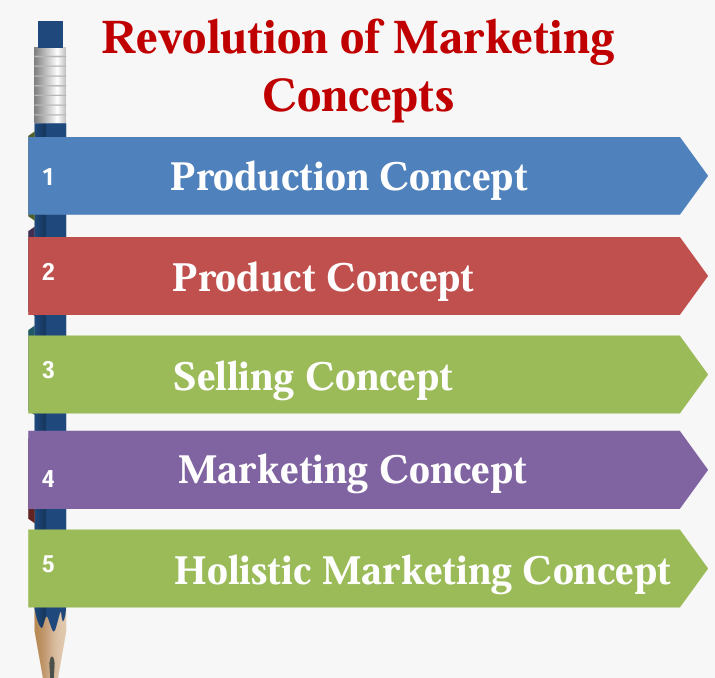 Revolution of Marketing
Concepts
1 Production Concept
2 Product Concept
3 Selling Concept
4 Marketing Concept
5 Holistic Marketing Concept